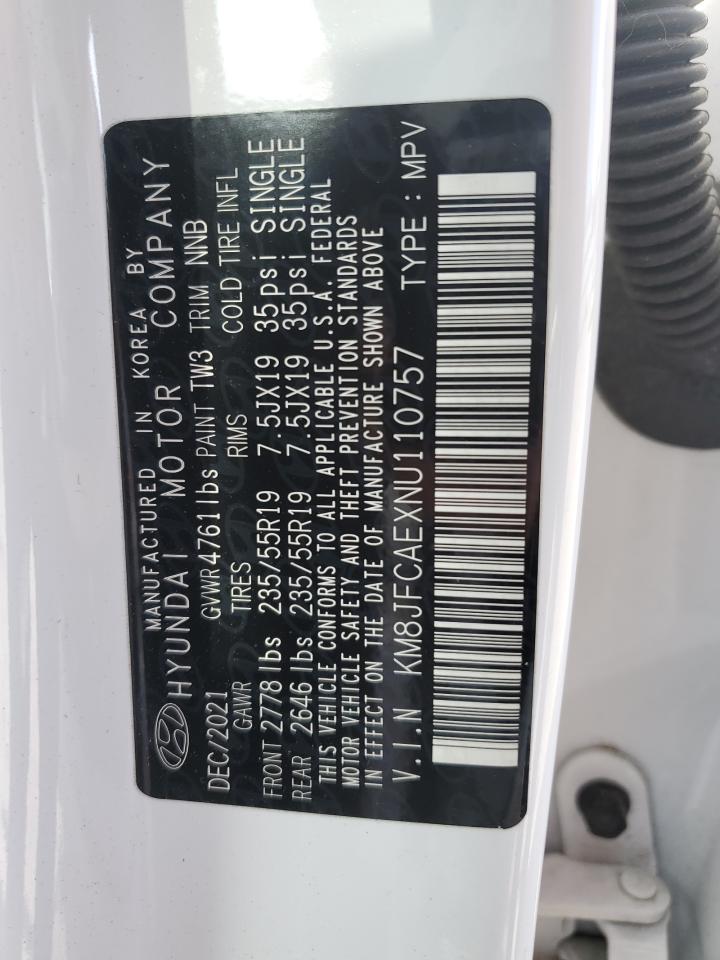 MANUFACTURED IN KOREA BY
HYUNDAI MOTOR COMPANY
DEC/2021 GVWR 4761 lbs PAINT TW3 TRIM NNB
GAWR TIRES RIMS COLD TIRE INFL
FRONT 2778 lbs 235/55R19 7.5JX19 35psi SINGLE
REAR 2646 lbs 235/55R19 7.5JX19 35psi SINGLE
THIS VEHICLE CONFORMS TO ALL APPLICABLE U.S.A. FEDERAL
MOTOR VEHICLE SAFETY AND THEFT PREVENTION STANDARDS
IN EFFECT ON THE DATE OF MANUFACTURE SHOWN ABOVE
V.I.N KM8JFCAEXNU110757 TYPE : MPV